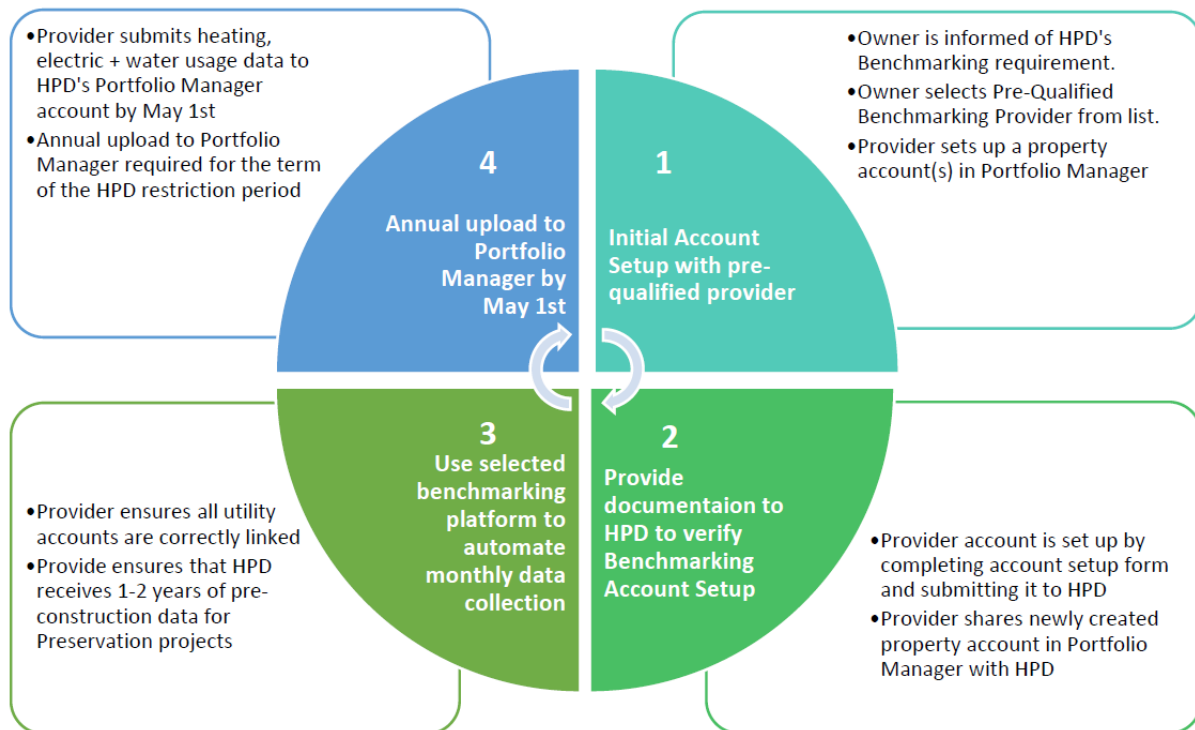 •Provider submits heating,
electric + water usage data to
HPD's Portfolio Manager
account by May 1st
•Annual upload to Portfolio
Manager required for the term
of the HPD restriction period
•Owner is informed of HPD's
Benchmarking requirement.
•Owner selects Pre-Qualified
Benchmarking Provider from list.
•Provider sets up a property
account(s) in Portfolio Manager
4
Annual upload to
Portfolio
Manager by
May 1st
1
Initial Account
Setup with pre-
qualified provider
3
Use selected
benchmarking
platform to
automate
monthly data
collection
2
Provide
documentaion to
HPD to verify
Benchmarking
Account Setup
•Provider ensures all utility
accounts are correctly linked
•Provide ensures that HPD
receives 1-2 years of pre-
construction data for
Preservation projects
•Provider account is set up by
completing account setup form
and submitting it to HPD
•Provider shares newly created
property account in Portfolio
Manager with HPD